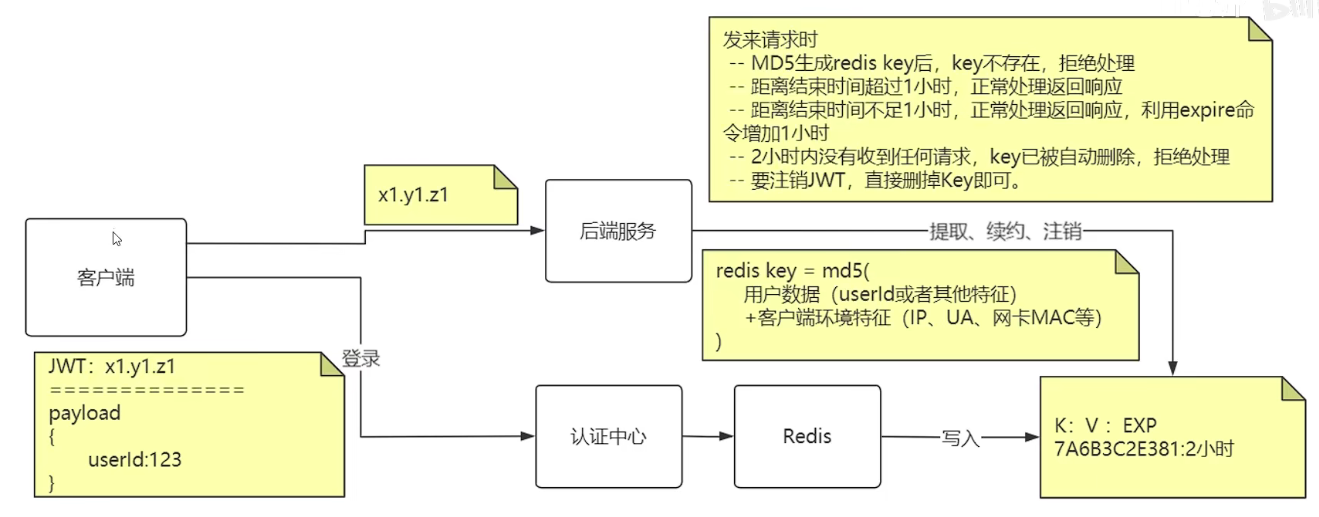 发来请求时
-- MD5生成redis key后，key不存在，拒绝处理
-- 距离结束时间超过1小时，正常处理返回响应
-- 距离结束时间不足1小时，正常处理返回响应，利用expire命
令增加1小时
-- 2小时内没有收到任何请求，key已被自动删除，拒绝处理
-- 要注销JWT，直接删掉Key即可。
x1.y1.z1
客户端
后端服务
提取、续约、注销
redis key = md5(
用户数据（userId或者其他特征)
+客户端环境特征（IP、UA、网卡MAC等）
)
登录
JWT：x1.y1.z1
==============
payload
{
userId:123
}
认证中心
Redis
写入
K：V ：EXP
7A6B3C2E381:2小时